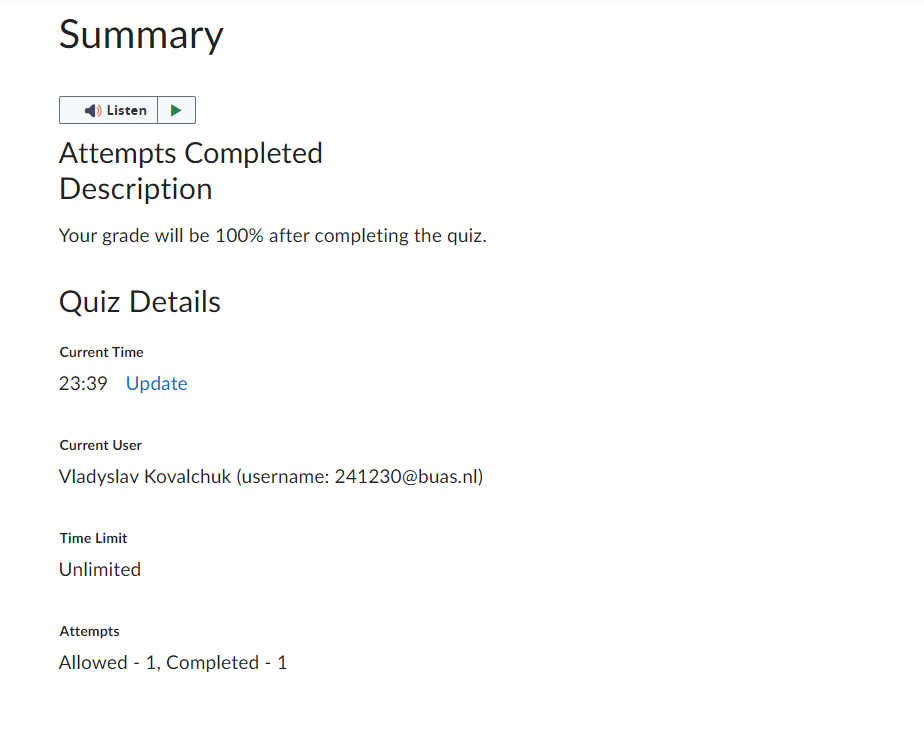 Summary
Listen
Attempts Completed
Description
Your grade will be 100% after completing the quiz.
Quiz Details
Current Time
23:39 Update
Current User
Vladyslav Kovalchuk (username: 241230@buas.nl)
Time Limit
Unlimited
Attempts
Allowed - 1, Completed - 1